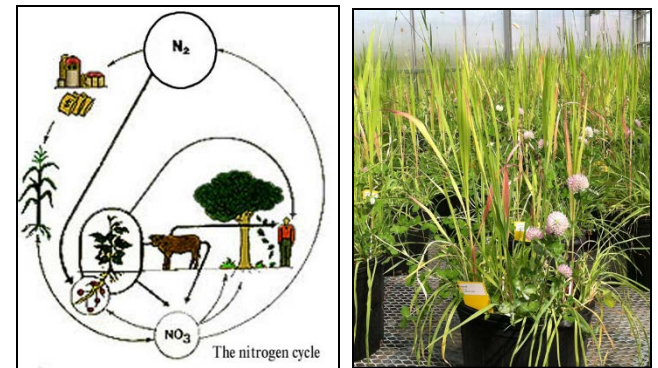 N₂
NO₃
The nitrogen cycle